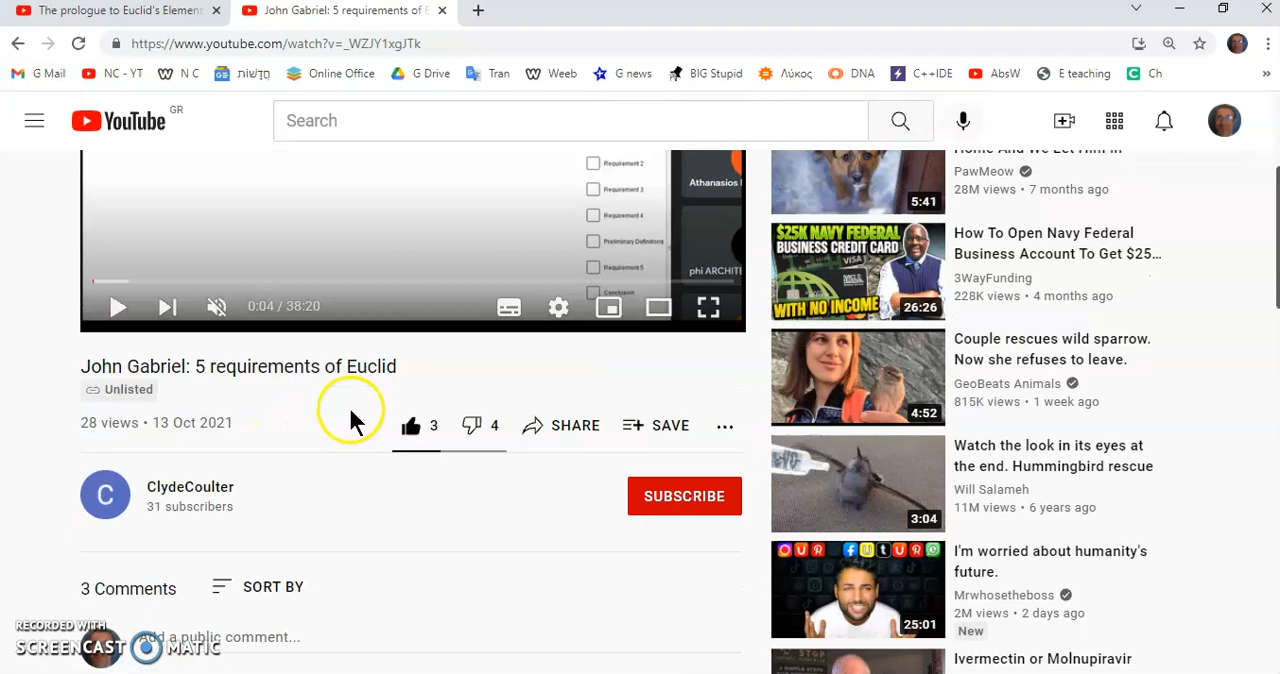 The prologue to Euclid's Element
John Gabriel: 5 requirements of E
https://www.youtube.com/watch?v=_WZJY1xgJTk
G Mail
NC - YT
N C
חֲדָשׁוֹת
Online Office
G Drive
Tran
Weeb
G news
BIG Stupid
Λύκος
DNA
C++IDE
AbsW
E teaching
Ch
YouTube
GR
Search
Requirement 2
Requirement 3
Requirement 4
Preliminary Definitions
Requirement 5
Conclusion
Athanasios
phi ARCHITE
0:04 / 38:20
John Gabriel: 5 requirements of Euclid
Unlisted
28 views • 13 Oct 2021
3
4
SHARE
SAVE
C
ClydeCoulter
31 subscribers
SUBSCRIBE
3 Comments
SORT BY
Add a public comment...
RECORDED WITH
SCREENCAST MATIC
Home And We Let Him In
PawMeow
28M views • 7 months ago
5:41
$25K NAVY FEDERAL
BUSINESS CREDIT CARD
VISA
WITH NO INCOME
26:26
How To Open Navy Federal
Business Account To Get $25...
3WayFunding
228K views • 4 months ago
4:52
Couple rescues wild sparrow.
Now she refuses to leave.
GeoBeats Animals
815K views • 1 week ago
3:04
Watch the look in its eyes at
the end. Hummingbird rescue
Will Salameh
11M views • 6 years ago
25:01
I'm worried about humanity's
future.
Mrwhosetheboss
2M views • 2 days ago
New
Ivermectin or Molnupiravir